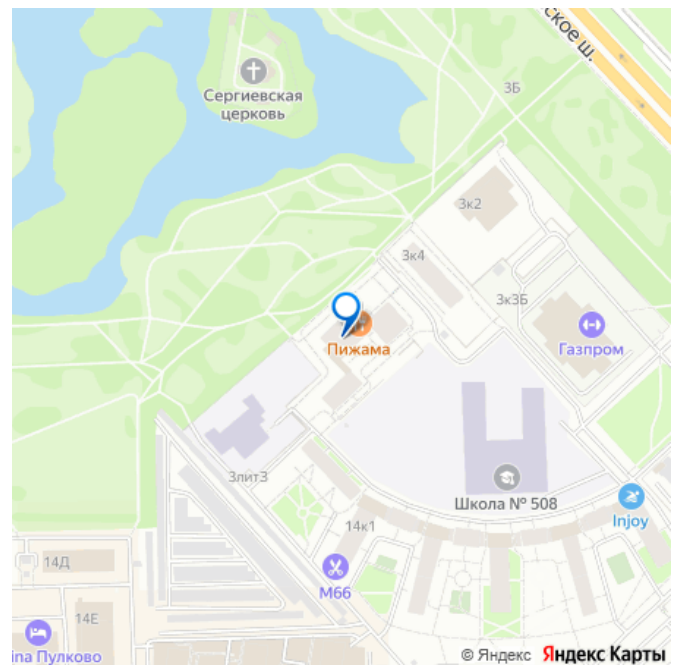 ское ш.
3Б
Сергиевская
церковь
3к2
3к4
3к3Б
Газпром
Пижама
3лит3
Школа № 508
Injoy
14к1
14Д
М66
14Е
ina Пулково
© Яндекс Яндекс Карты